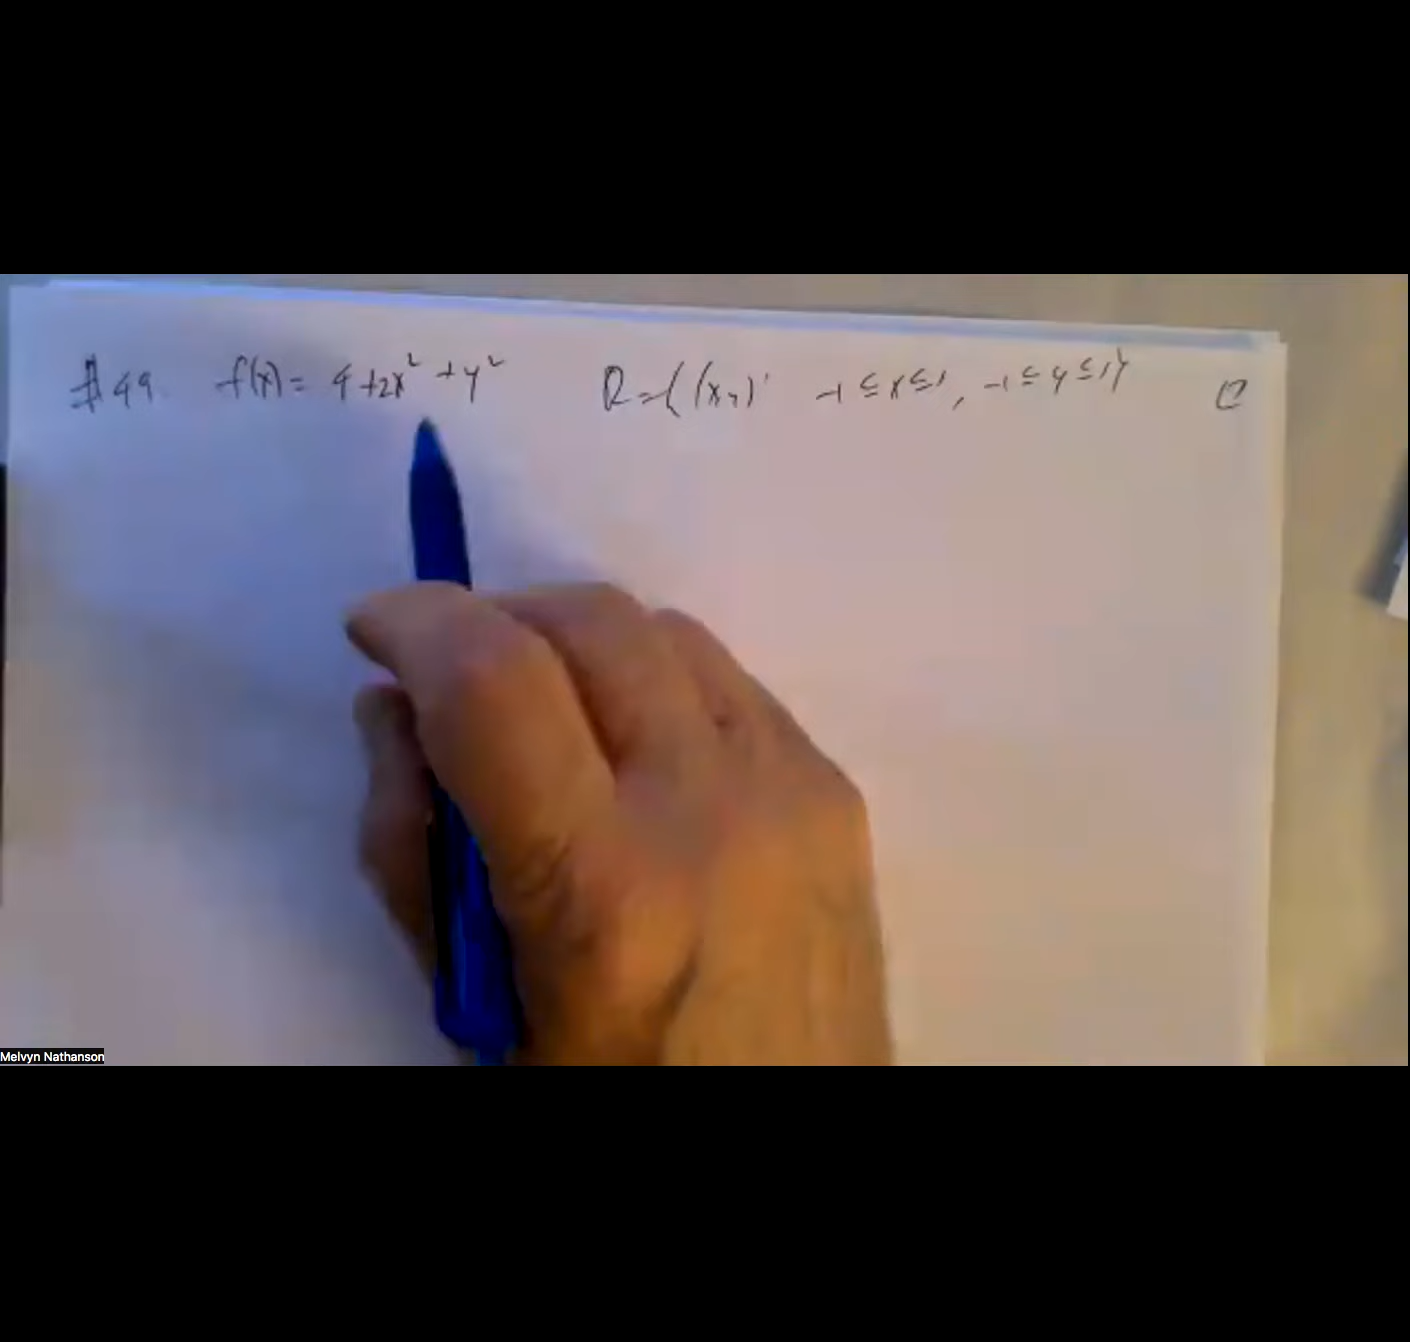 #49 f(x) = 4+2x² +y² R={(x,y): -1≤x≤1, -1≤y≤1}
Melvyn Nathanson